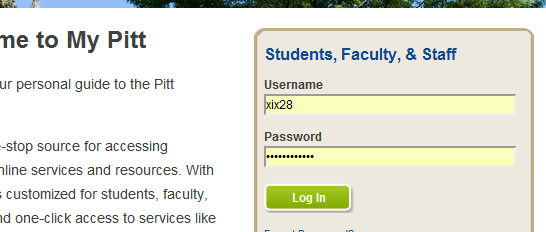 me to My Pitt
ur personal guide to the Pitt
-stop source for accessing
nline services and resources. With
s customized for students, faculty,
nd one-click access to services like
Students, Faculty, & Staff
Username
xix28
Password
••••••••••••
Log In